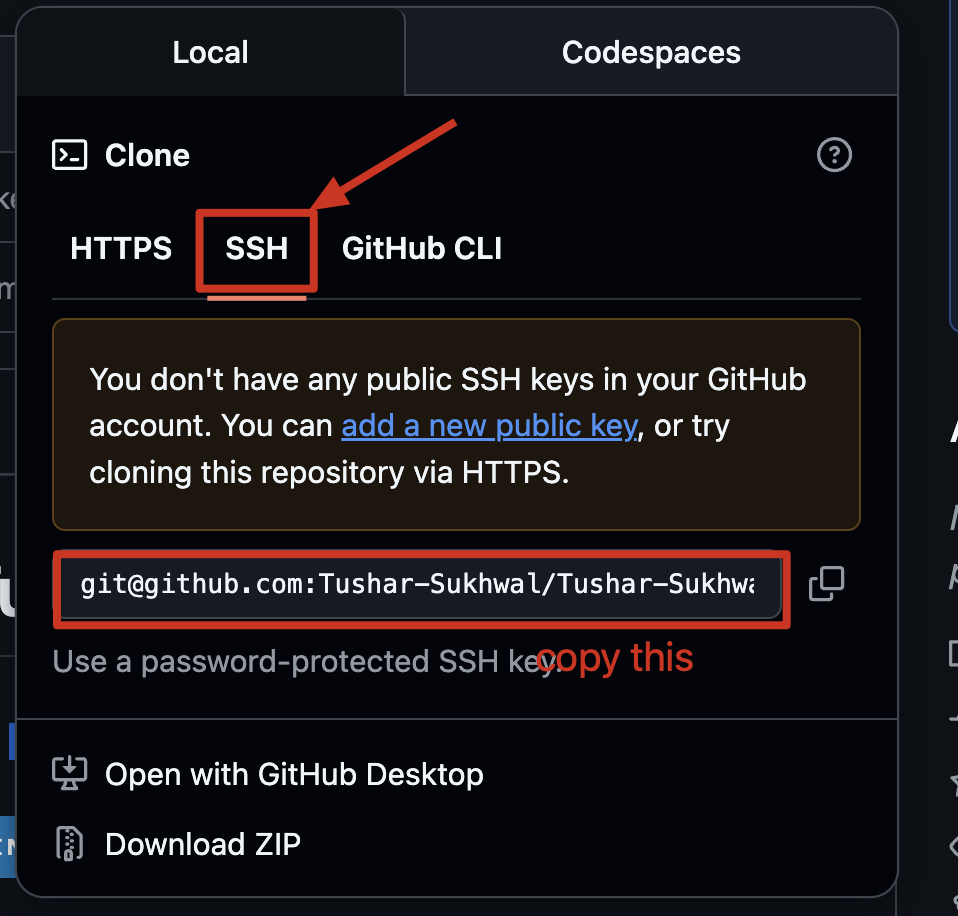 Local
Codespaces
Clone
HTTPS
SSH
GitHub CLI
You don't have any public SSH keys in your GitHub
account. You can add a new public key, or try
cloning this repository via HTTPS.
git@github.com:Tushar-Sukhwal/Tushar-Sukhwa
Use a password-protected SSH key.
copy this
Open with GitHub Desktop
Download ZIP